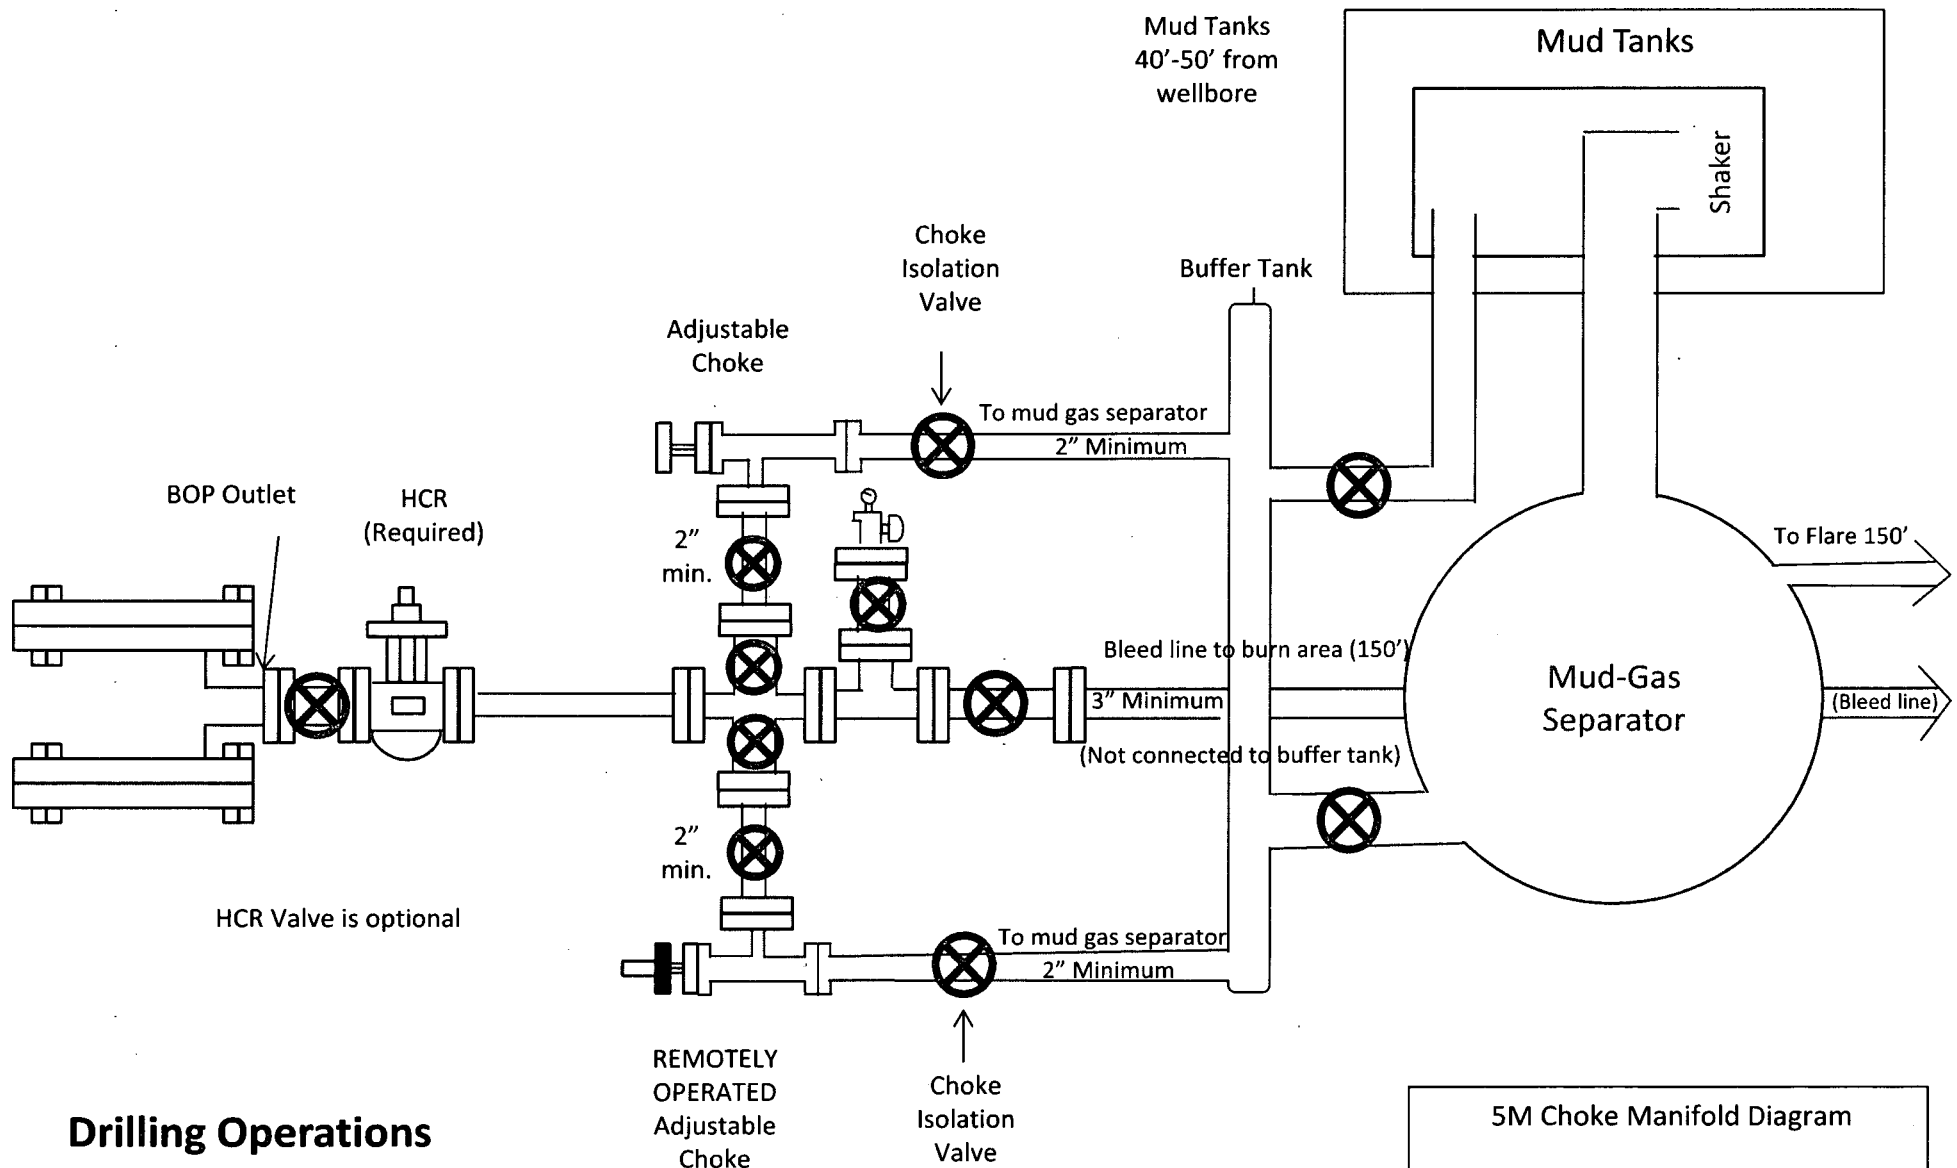 Mud Tanks
40’-50’ from
wellbore
Mud Tanks
Shaker
Choke
Isolation
Valve
Buffer Tank
Adjustable
Choke
To mud gas separator
2” Minimum
BOP Outlet
HCR
(Required)
2”
min.
To Flare 150’
Bleed line to burn area (150’)
3” Minimum
(Not connected to buffer tank)
Mud-Gas
Separator
(Bleed line)
2”
min.
HCR Valve is optional
To mud gas separator
2” Minimum
REMOTELY
OPERATED
Adjustable
Choke
Choke
Isolation
Valve
Drilling Operations
5M Choke Manifold Diagram